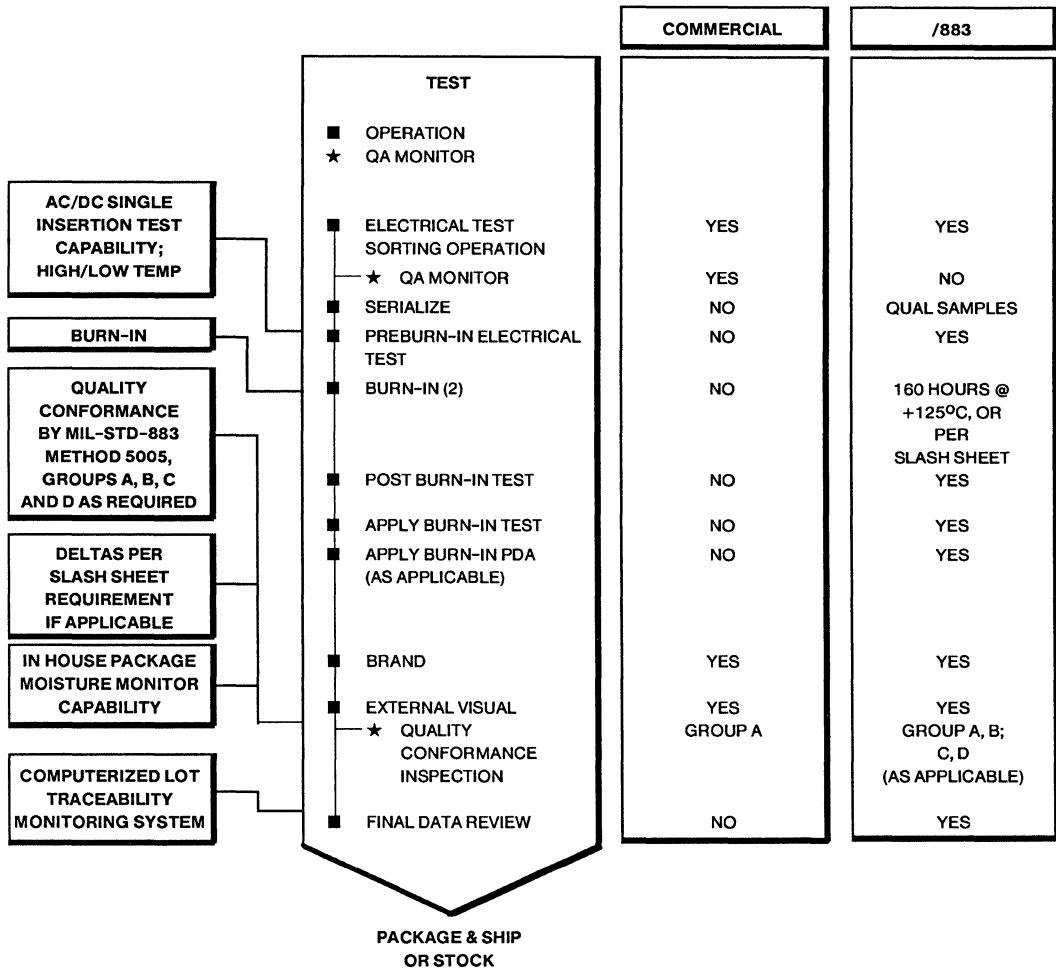 COMMERCIAL
/883
TEST
■ OPERATION
★ QA MONITOR
AC/DC SINGLE
INSERTION TEST
CAPABILITY;
HIGH/LOW TEMP
BURN-IN
QUALITY
CONFORMANCE
BY MIL-STD-883
METHOD 5005,
GROUPS A, B, C
AND D AS REQUIRED
DELTAS PER
SLASH SHEET
REQUIREMENT
IF APPLICABLE
IN HOUSE PACKAGE
MOISTURE MONITOR
CAPABILITY
COMPUTERIZED LOT
TRACEABILITY
MONITORING SYSTEM
■ ELECTRICAL TEST YES YES
SORTING OPERATION
★ QA MONITOR YES NO
■ SERIALIZE NO QUAL SAMPLES
■ PREBURN-IN ELECTRICAL NO YES
TEST
■ BURN-IN (2) NO 160 HOURS @
+125°C, OR
PER
SLASH SHEET
■ POST BURN-IN TEST NO YES
■ APPLY BURN-IN TEST NO YES
■ APPLY BURN-IN PDA NO YES
(AS APPLICABLE)
■ BRAND YES YES
■ EXTERNAL VISUAL YES YES
★ QUALITY GROUP A GROUP A, B;
CONFORMANCE C, D
INSPECTION (AS APPLICABLE)
■ FINAL DATA REVIEW NO YES
PACKAGE & SHIP
OR STOCK